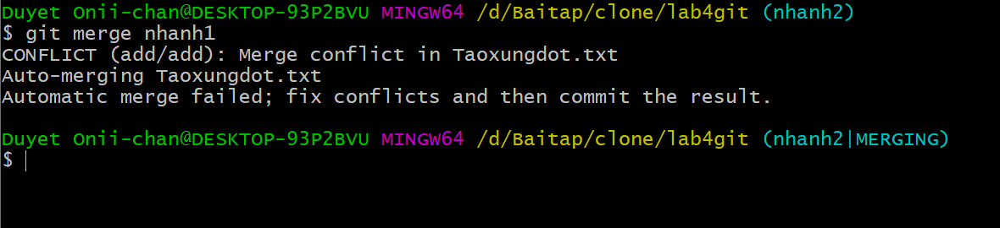 Duyet Onii-chan@DESKTOP-93P2BVU MINGW64 /d/Baitap/clone/lab4git (nhanh2)
$ git merge nhanh1
CONFLICT (add/add): Merge conflict in Taoxungdot.txt
Auto-merging Taoxungdot.txt
Automatic merge failed; fix conflicts and then commit the result.
Duyet Onii-chan@DESKTOP-93P2BVU MINGW64 /d/Baitap/clone/lab4git (nhanh2|MERGING)
$